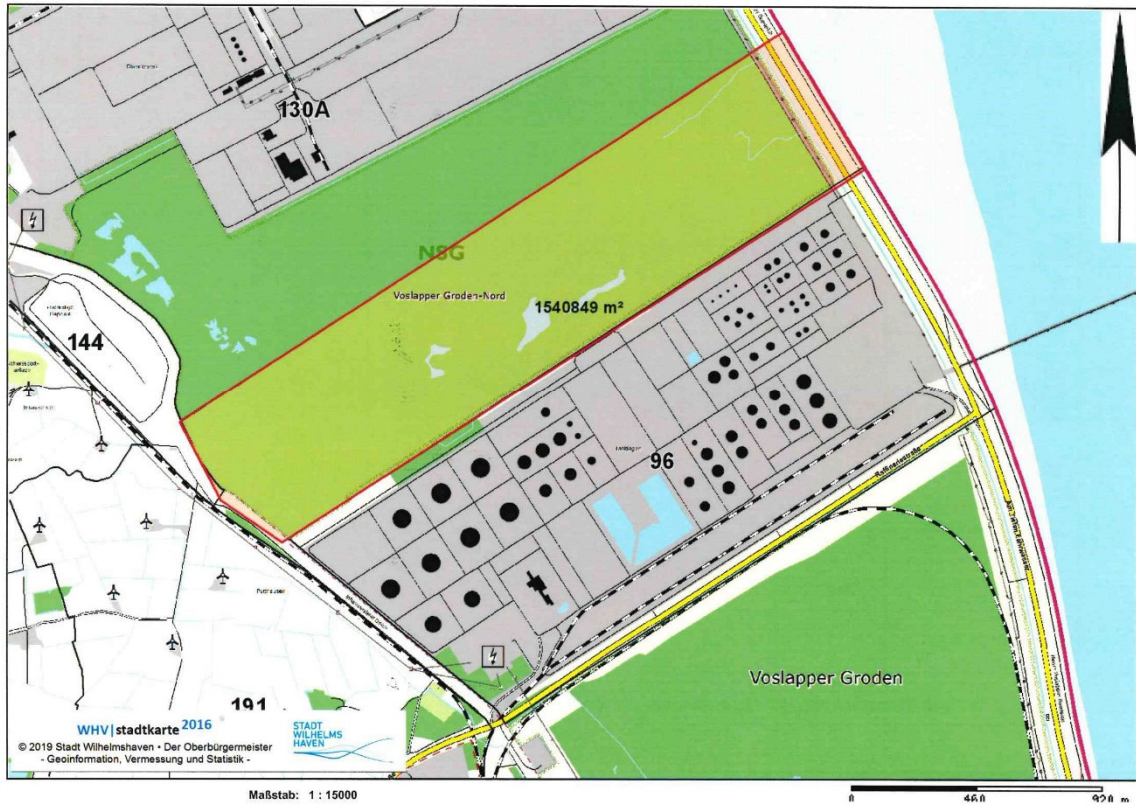 130A
NSG
Voslapper Groden-Nord
1540849 m²
144
96
Raffineriestraße
Voslapper Groden
191
WHV|stadtkarte 2016
© 2019 Stadt Wilhelmshaven • Der Oberbürgermeister
- Geoinformation, Vermessung und Statistik -
STADT
WILHELMS
HAVEN
Maßstab: 1 : 15000
0 460 920 m